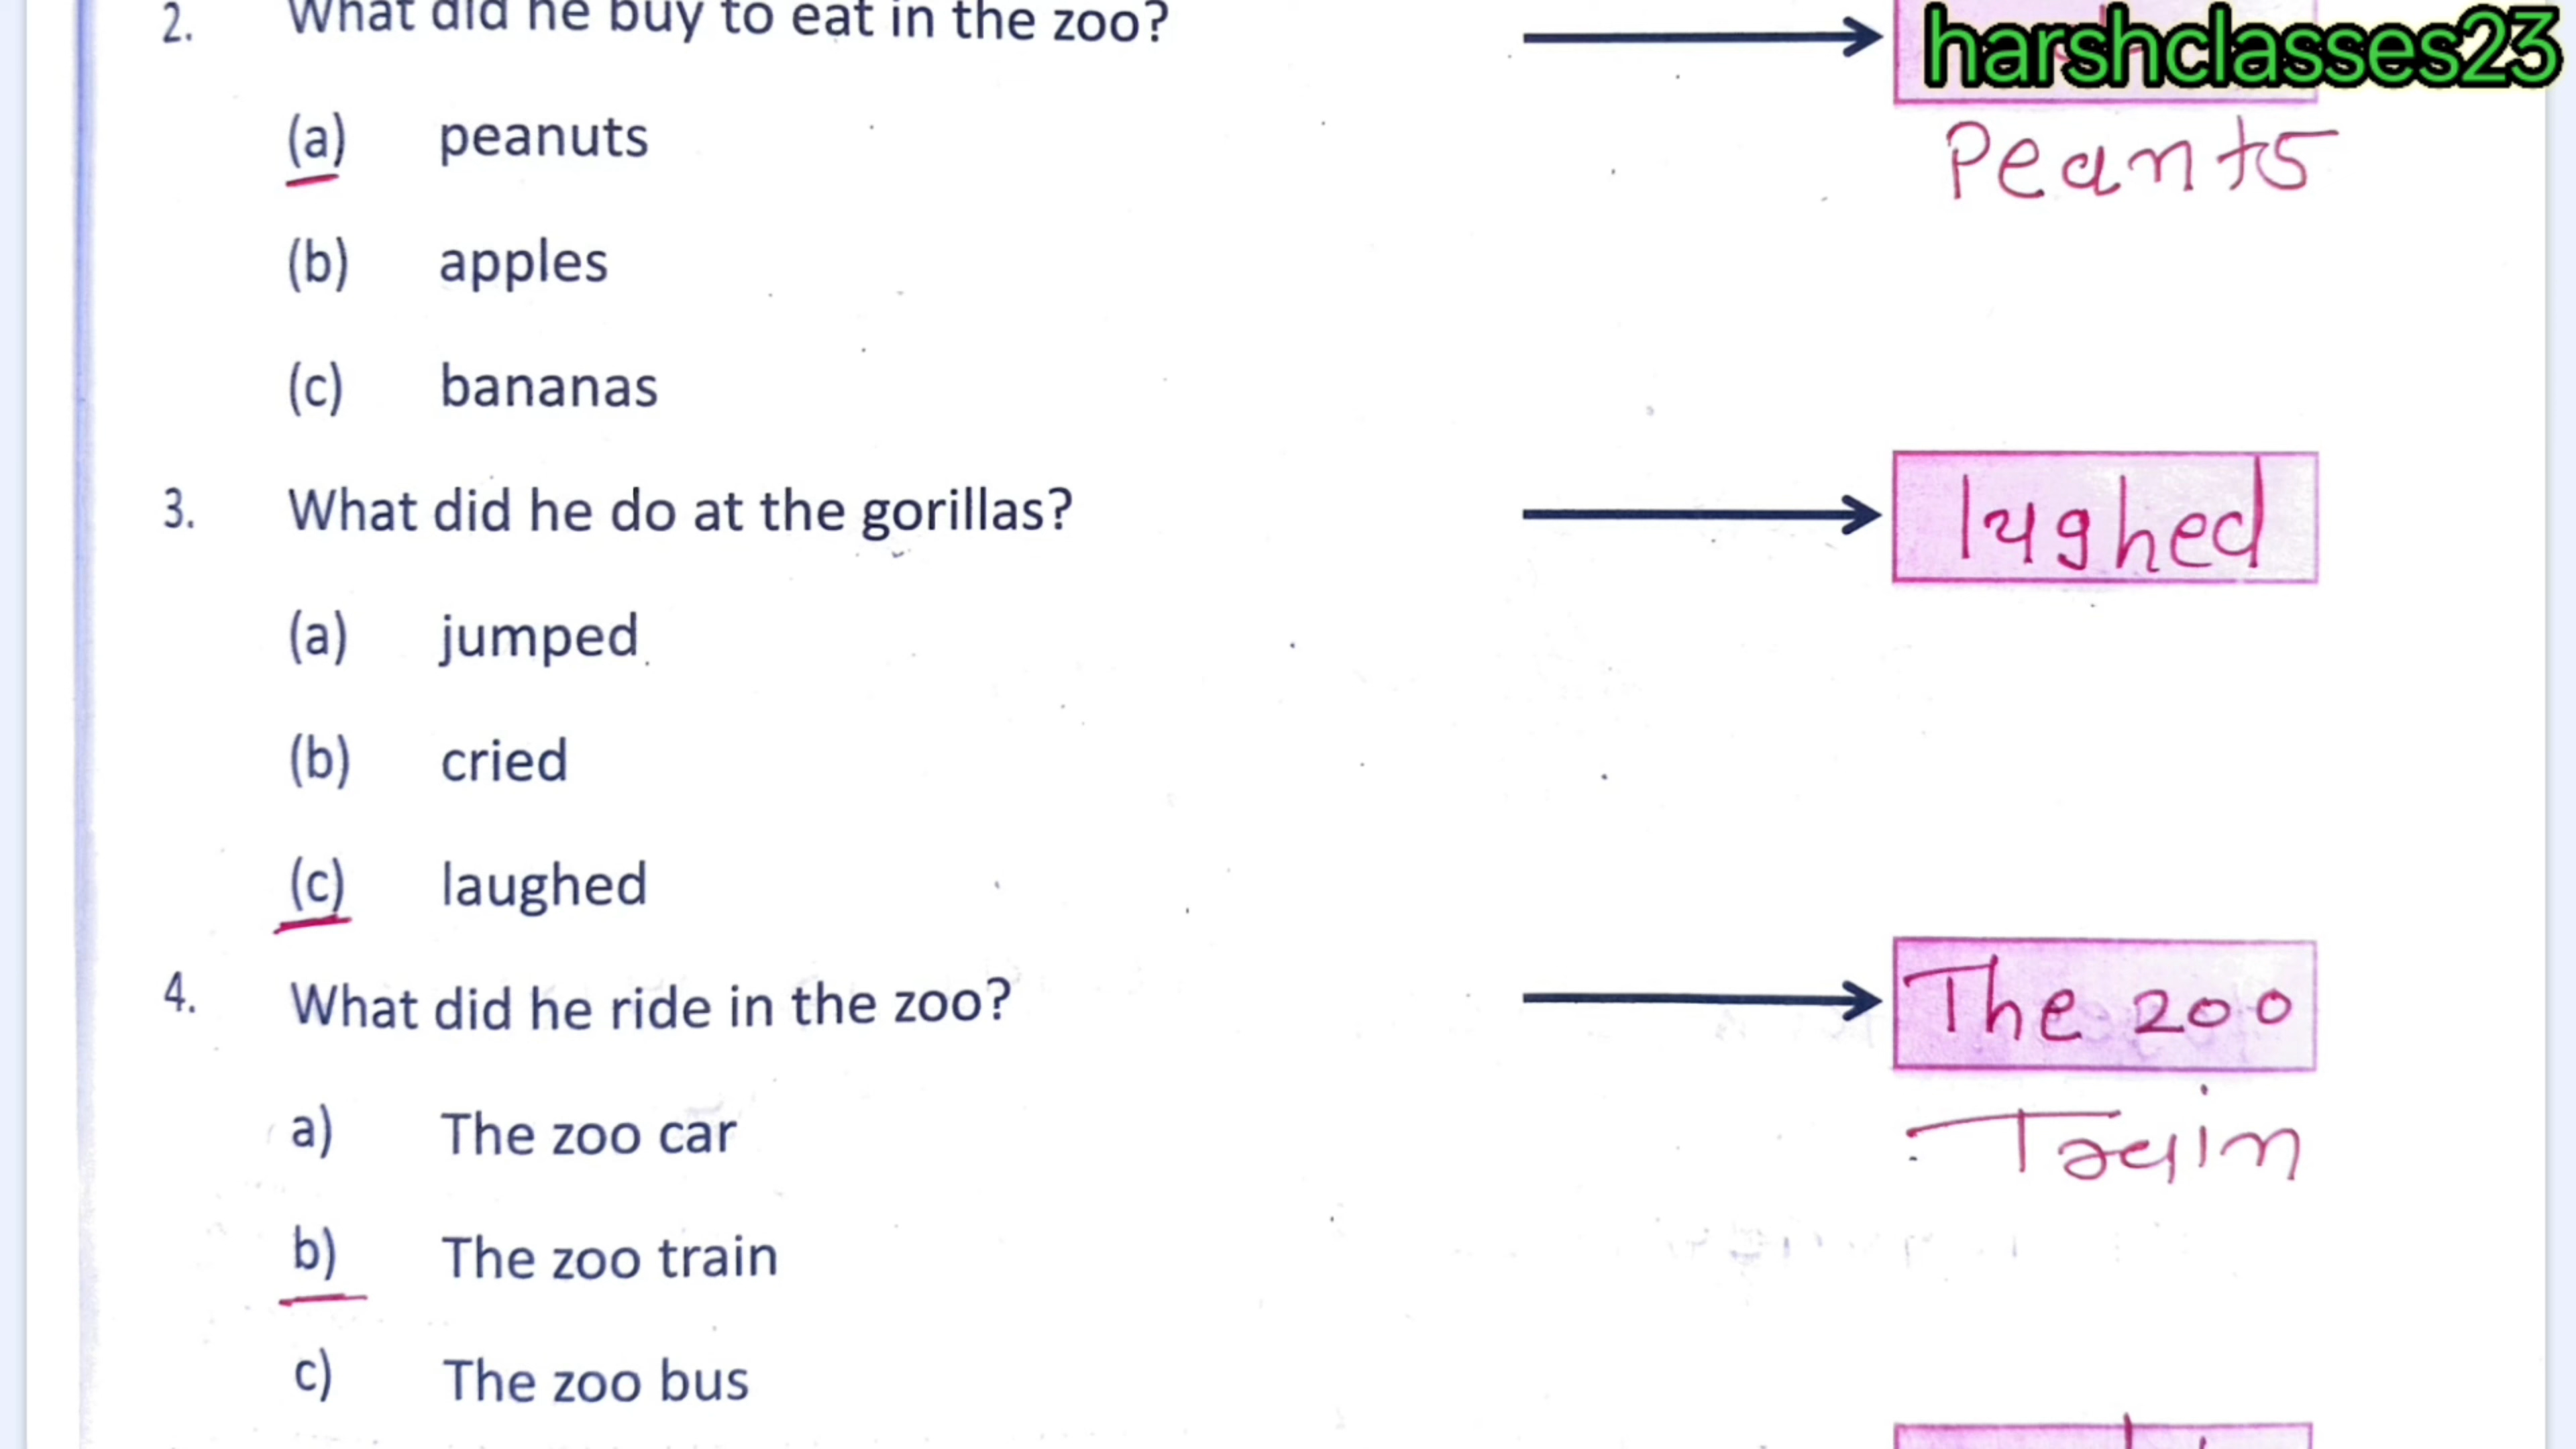 2. What did he buy to eat in the zoo?
harshclasses23
(a) peanuts
Peants
(b) apples
(c) bananas
3. What did he do at the gorillas?
lughed
(a) jumped
(b) cried
(c) laughed
4. What did he ride in the zoo?
The zoo
a) The zoo car
Train
b) The zoo train
c) The zoo bus